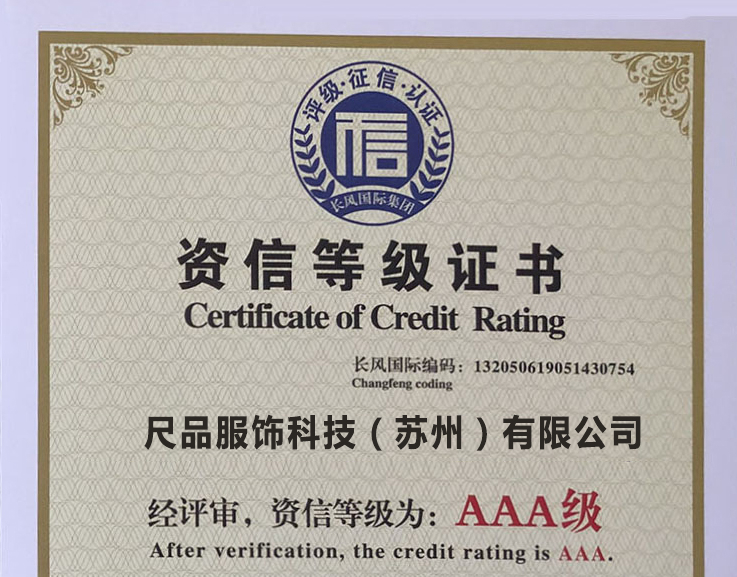 评级·征信·认证
信
长风国际集团
资信等级证书
Certificate of Credit Rating
长风国际编码：132050619051430754
Changfeng coding
尺品服饰科技（苏州）有限公司
经评审，资信等级为：AAA级
After verification, the credit rating is AAA.